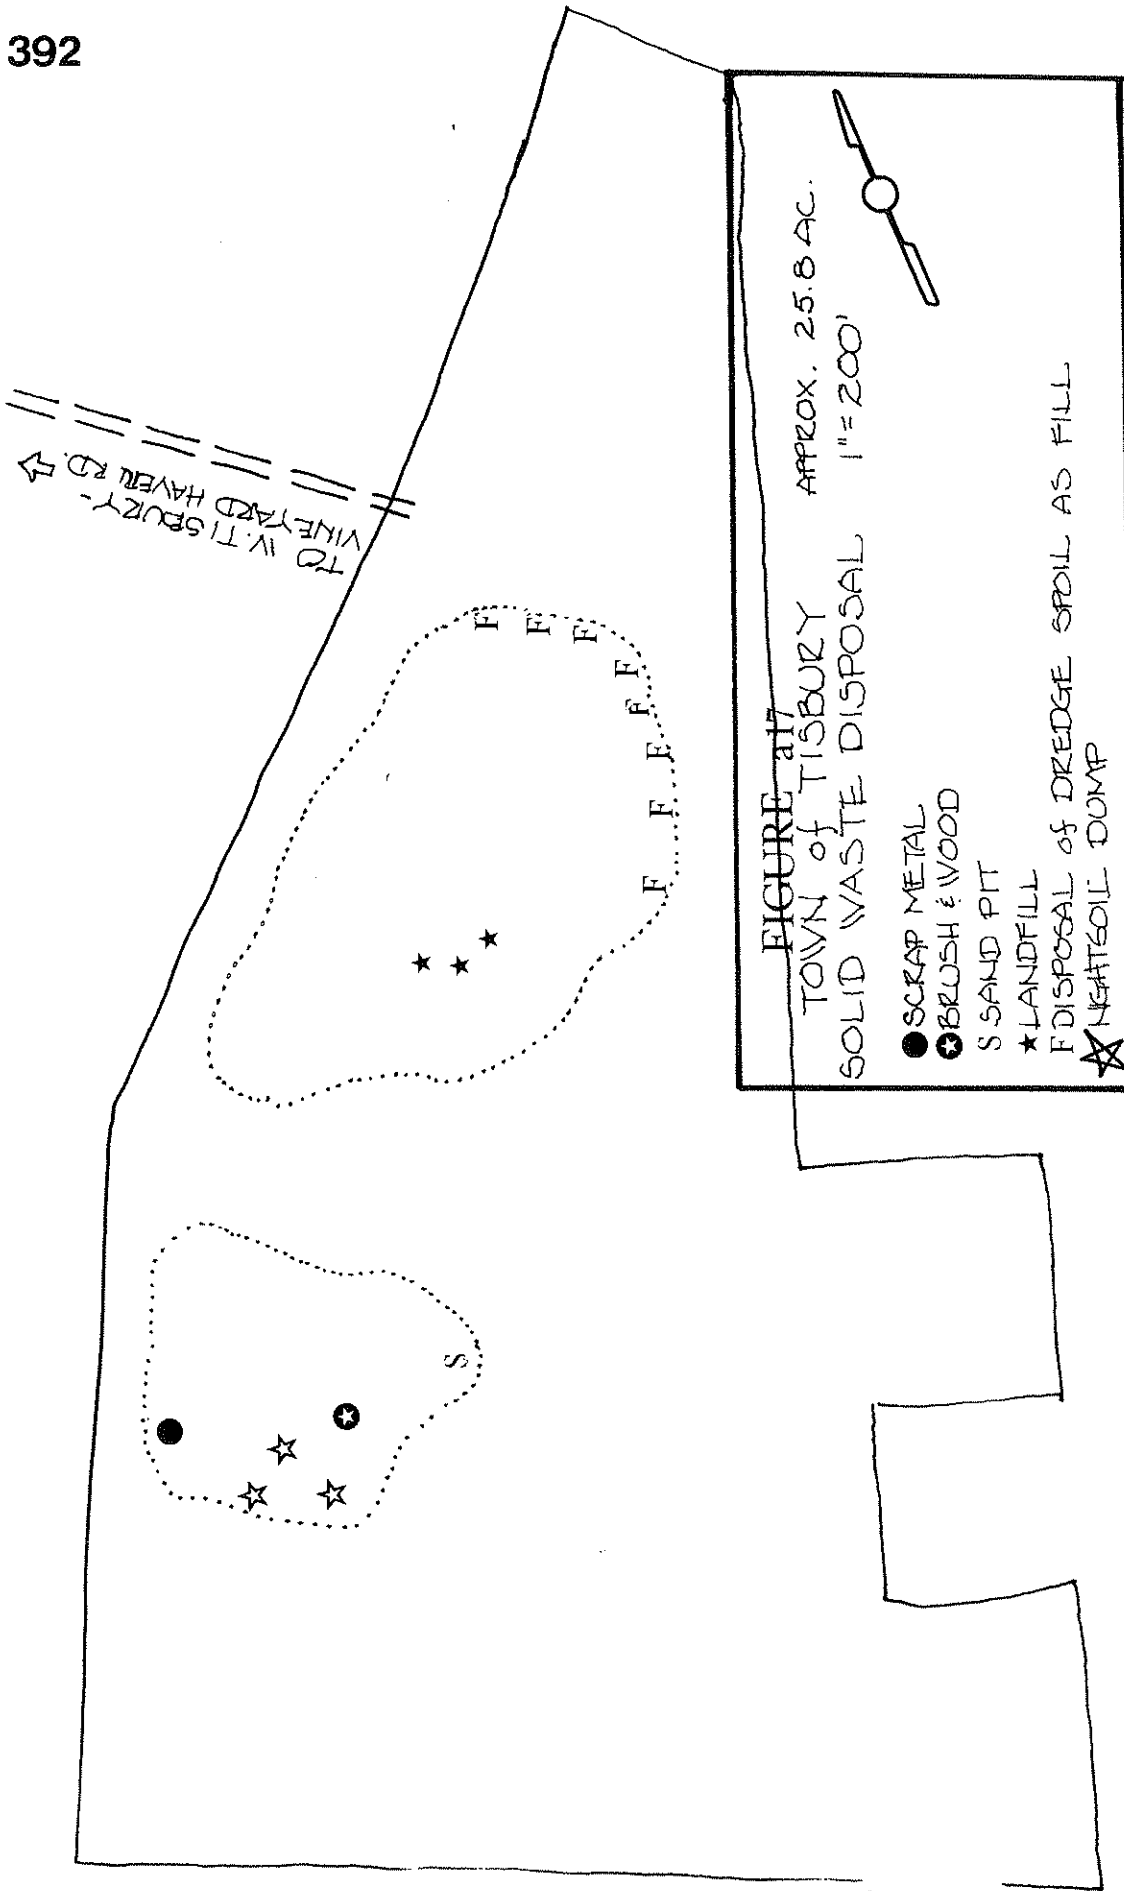 392
TO W. TISBURY-
VINEYARD HAVEN RD.
F
F
F
F
F
F
F
F
S
FIGURE a17
TOWN of TISBURY APPROX. 25.8 AC.
SOLID WASTE DISPOSAL 1"=200'
SCRAP METAL
BRUSH & WOOD
S SAND PIT
LANDFILL
F DISPOSAL of DREDGE SPOIL AS FILL
NIGHTSOIL DUMP